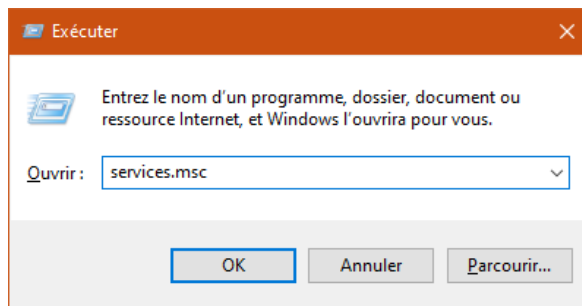 Exécuter
Entrez le nom d'un programme, dossier, document ou
ressource Internet, et Windows l'ouvrira pour vous.
Ouvrir : services.msc
OK Annuler Parcourir...